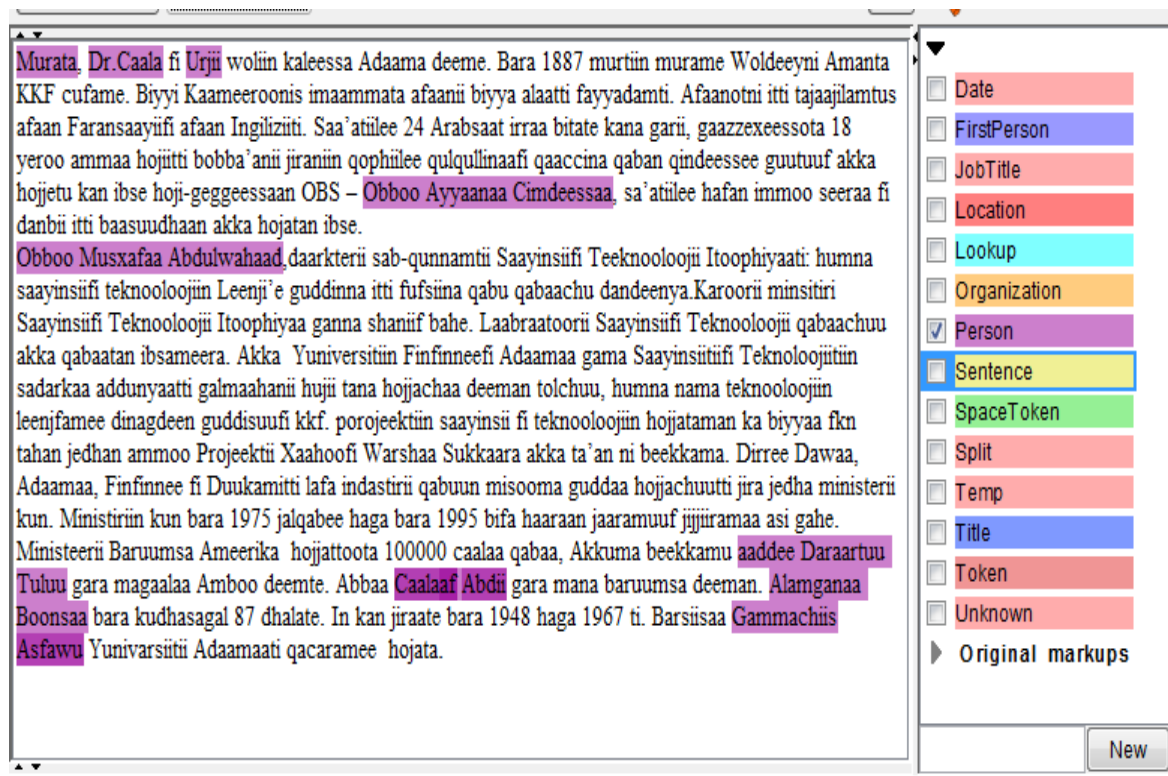 Murata, Dr.Caala fi Urjii woliin kaleessa Adaama deeme. Bara 1887 murtiin murame Woldeeyni Amanta
KKF cufame. Biyyi Kaameeroonis imaammata afaanii biyya alaatti fayyadamti. Afaanotni itti tajaajilamtus
afaan Faransaayiifi afaan Ingiliziiti. Saa’atiilee 24 Arabsaat irraa bitate kana garii, gaazzexeessota 18
yeroo ammaa hojiitti bobba’anii jiraniin qophiilee qulqullinaafi qaaccina qaban qindeessee guutuuf akka
hojjetu kan ibse hoji-geggeessaan OBS – Obboo Ayyaanaa Cimdeessaa, sa’atiilee hafan immoo seeraa fi
danbii itti baasuudhaan akka hojatan ibse.
Obboo Musxafaa Abdulwahaad,daarkterii sab-qunnamtii Saayinsiifi Teeknooloojii Itoophiyaati: humna
saayinsiifi teknooloojiin Leenji’e guddinna itti fufsiina qabu qabaachu dandeenya.Karoorii minsitiri
Saayinsiifi Teknooloojii Itoophiyaa ganna shaniif bahe. Laabraatoorii Saayinsiifi Teknooloojii qabaachuu
akka qabaatan ibsameera. Akka Yuniversitiin Finfinneefi Adaamaa gama Saayinsiitiifi Teknoloojiitiin
sadarkaa addunyaatti galmaahanii hujii tana hojjachaa deeman tolchuu, humna nama teknooloojiin
leenjfamee dinagdeen guddisuufi kkf. porojeektiin saayinsii fi teknooloojiin hojjataman ka biyyaa fkn
tahan jedhan ammoo Projeektii Xaahoofi Warshaa Sukkaara akka ta’an ni beekkama. Dirree Dawaa,
Adaamaa, Finfinnee fi Duukamitti lafa indastirii qabuun misooma guddaa hojjachuutti jira jedha ministerii
kun. Ministiriin kun bara 1975 jalqabee haga bara 1995 bifa haaraan jaaramuuf jijjiiramaa asi gahe.
Ministeerii Baruumsa Ameerika hojjattoota 100000 caalaa qabaa, Akkuma beekkamu aaddee Daraartuu
Tuluu gara magaalaa Amboo deemte. Abbaa Caalaaf Abdii gara mana baruumsa deeman. Alamganaa
Boonsaa bara kudhasagal 87 dhalate. In kan jiraate bara 1948 haga 1967 ti. Barsiisaa Gammachiis
Asfawu Yunivarsiitii Adaamaati qacaramee hojata.
Date
FirstPerson
JobTitle
Location
Lookup
Organization
Person
Sentence
SpaceToken
Split
Temp
Title
Token
Unknown
Original markups
New